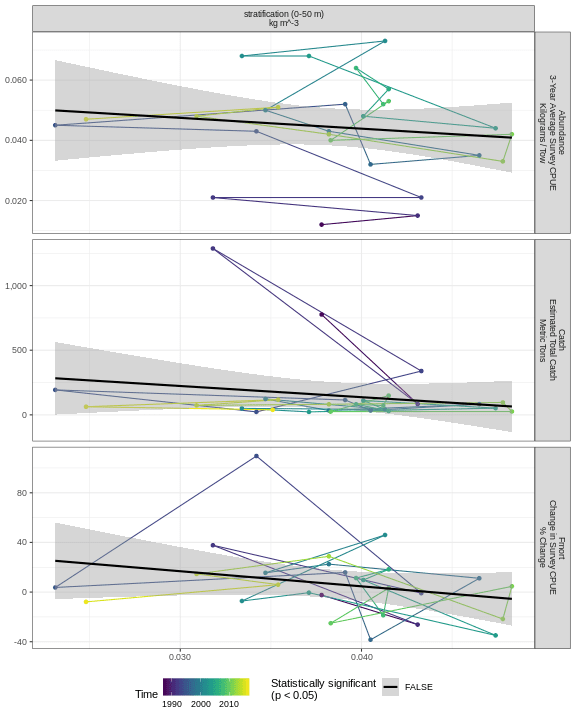 stratification (0-50 m)
kg m^-3
0.060
0.040
0.020
Abundance
3-Year Average Survey CPUE
Kilograms / Tow
1,000
500
0
Catch
Estimated Total Catch
Metric Tons
80
40
0
-40
Fmort
Change in Survey CPUE
% Change
0.030
0.040
Time
1990 2000 2010
Statistically significant
(p < 0.05)
FALSE